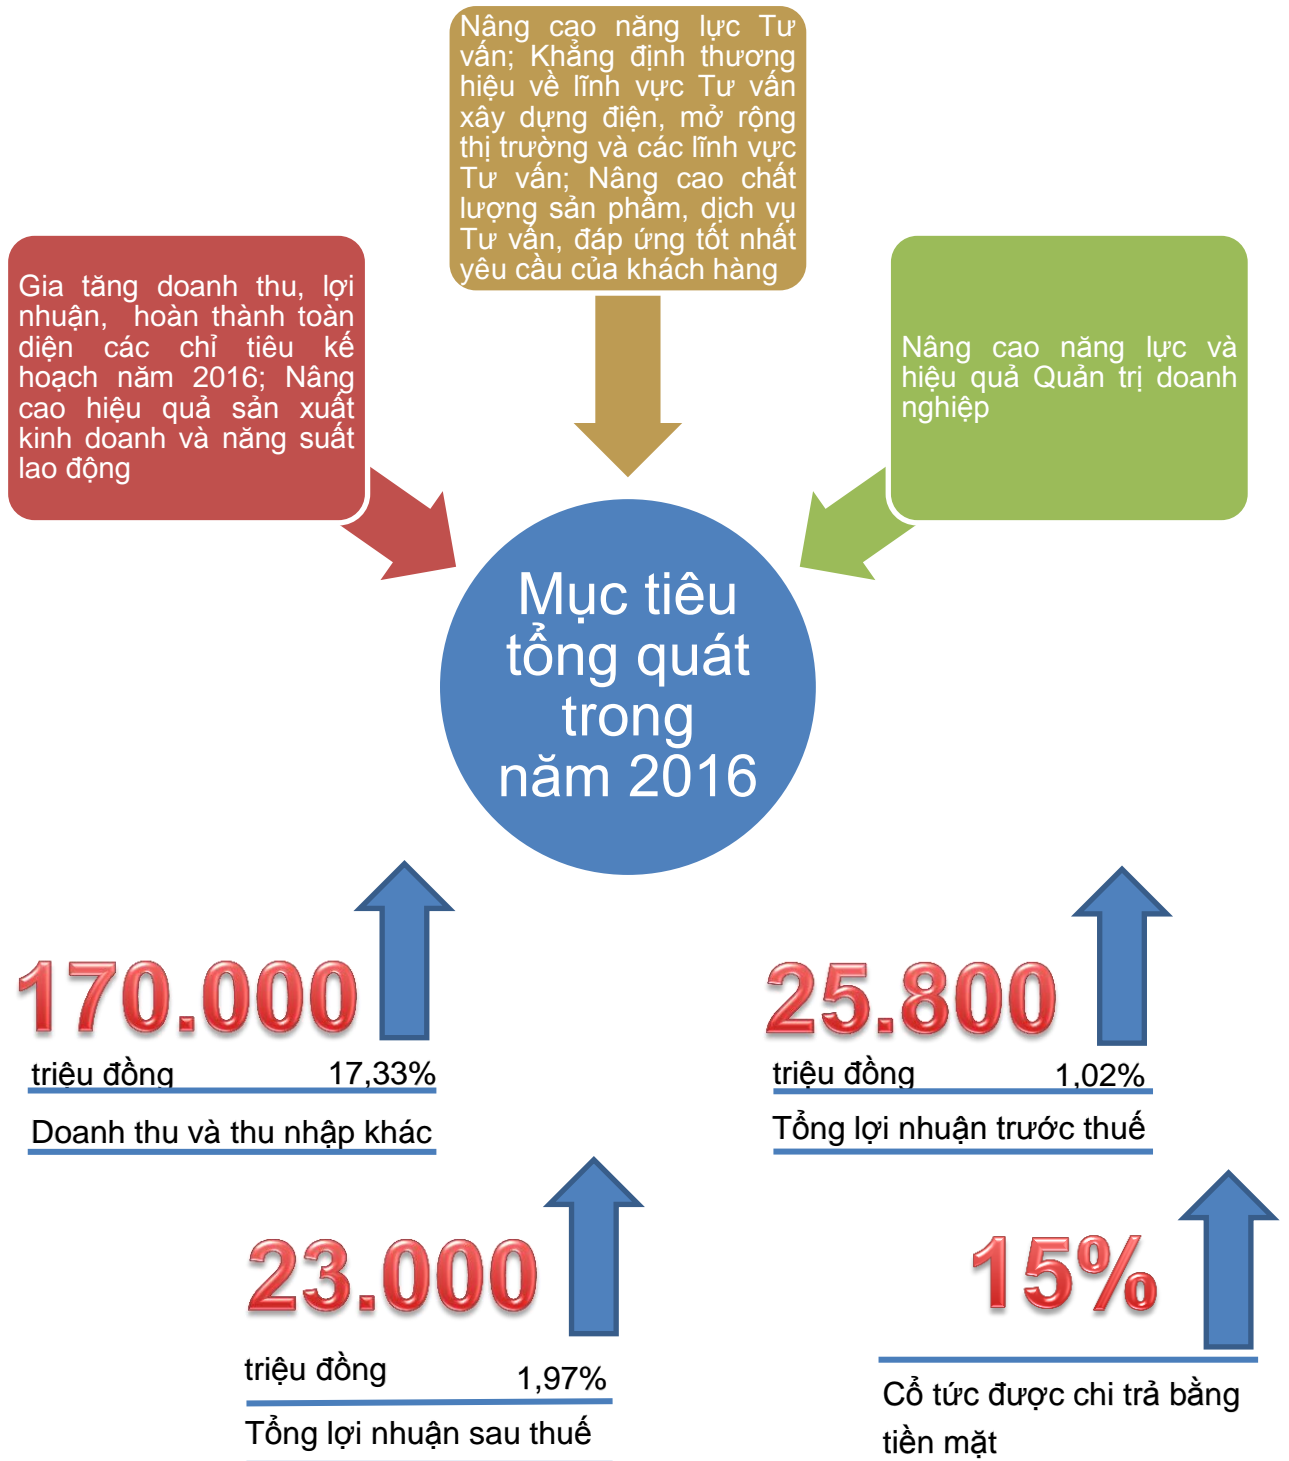 Nâng cao năng lực Tư
vấn; Khẳng định thương
hiệu về lĩnh vực Tư vấn
xây dựng điện, mở rộng
thị trường và các lĩnh vực
Tư vấn; Nâng cao chất
lượng sản phẩm, dịch vụ
Tư vấn, đáp ứng tốt nhất
yêu cầu của khách hàng
Gia tăng doanh thu, lợi
nhuận, hoàn thành toàn
diện các chỉ tiêu kế
hoạch năm 2016; Nâng
cao hiệu quả sản xuất
kinh doanh và năng suất
lao động
Nâng cao năng lực và
hiệu quả Quản trị doanh
nghiệp
Mục tiêu
tổng quát
trong
năm 2016
170.000
triệu đồng 17,33%
Doanh thu và thu nhập khác
25.800
triệu đồng 1,02%
Tổng lợi nhuận trước thuế
23.000
triệu đồng 1,97%
Tổng lợi nhuận sau thuế
15%
Cổ tức được chi trả bằng
tiền mặt